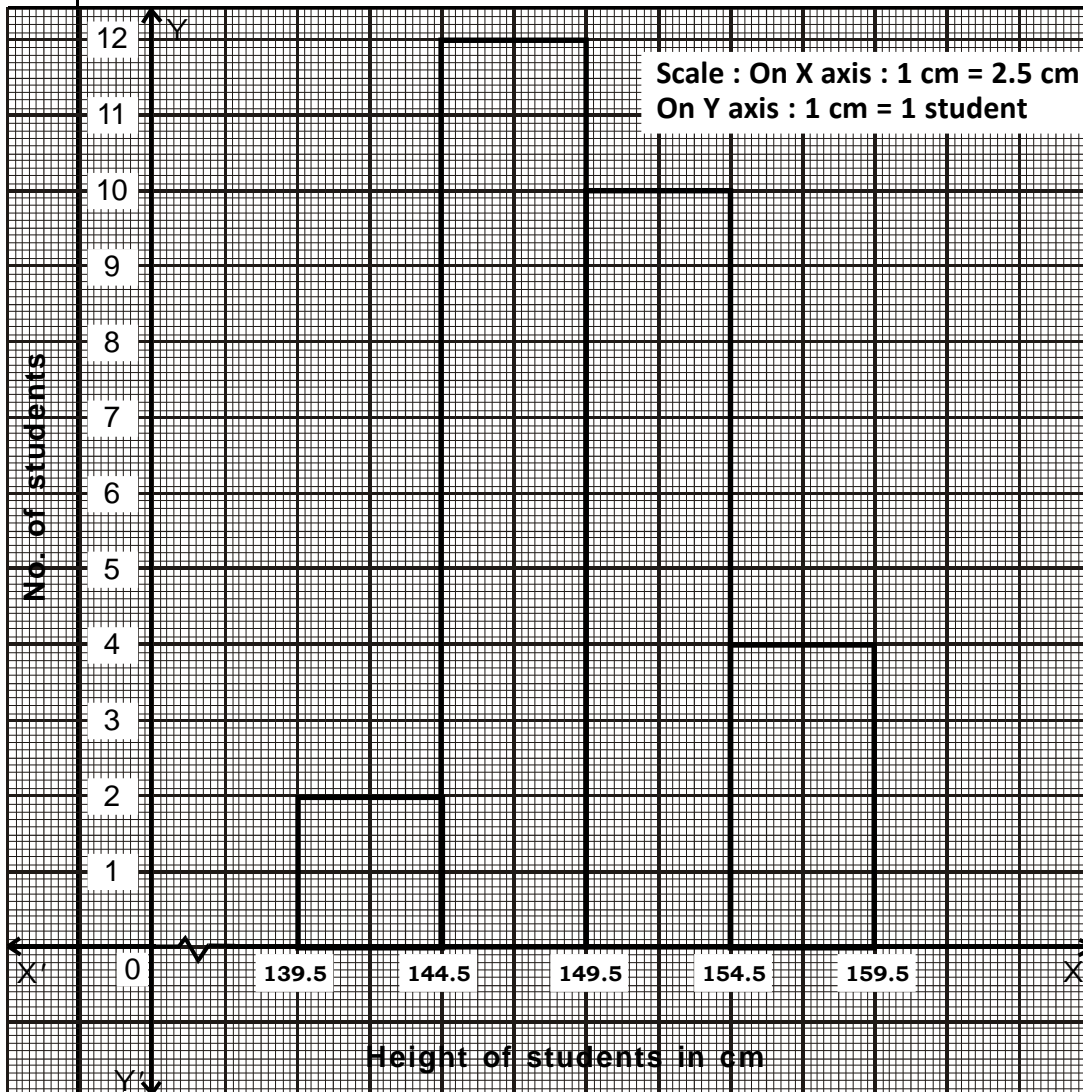 Y
12
Scale : On X axis : 1 cm = 2.5 cm
On Y axis : 1 cm = 1 student
11
10
9
8
7
No. of students
6
5
4
3
2
1
X' 0 139.5 144.5 149.5 154.5 159.5 X
Height of students in cm
Y'